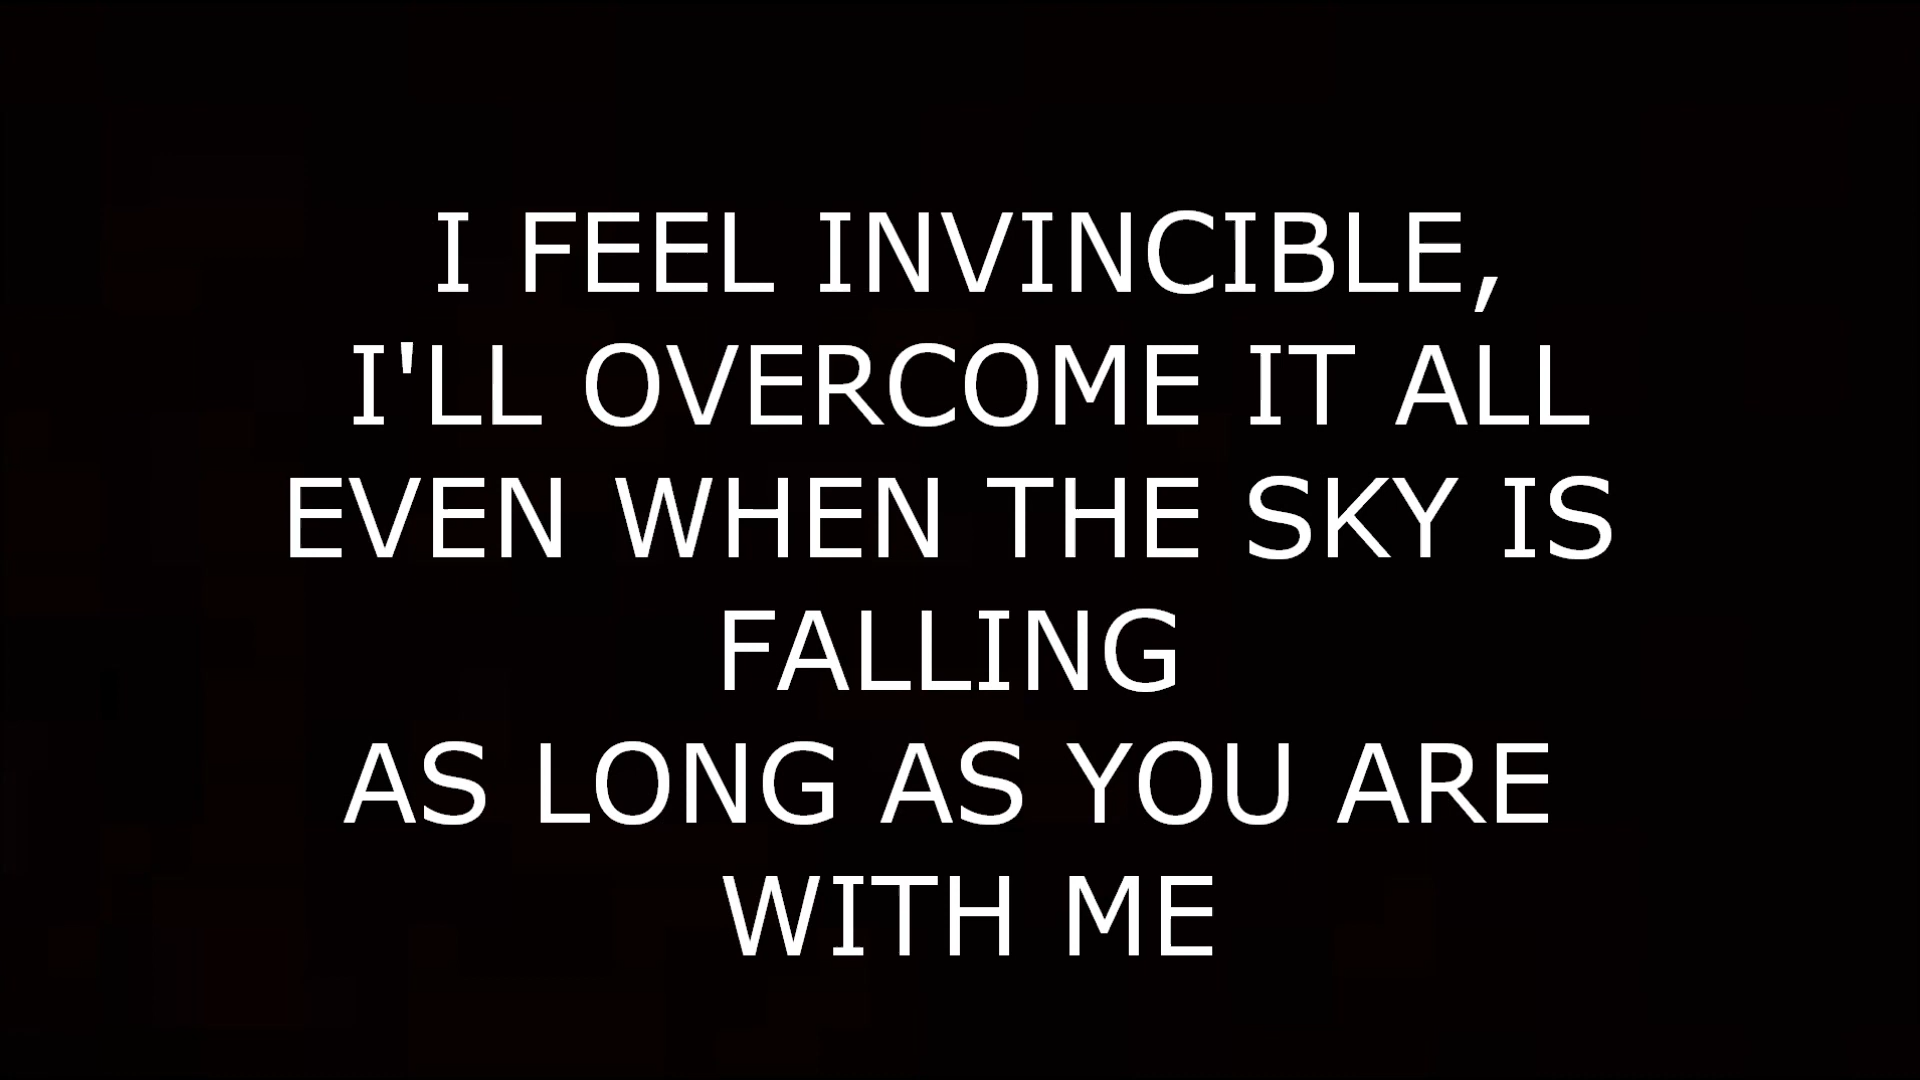 I FEEL INVINCIBLE,
I'LL OVERCOME IT ALL
EVEN WHEN THE SKY IS
FALLING
AS LONG AS YOU ARE
WITH ME